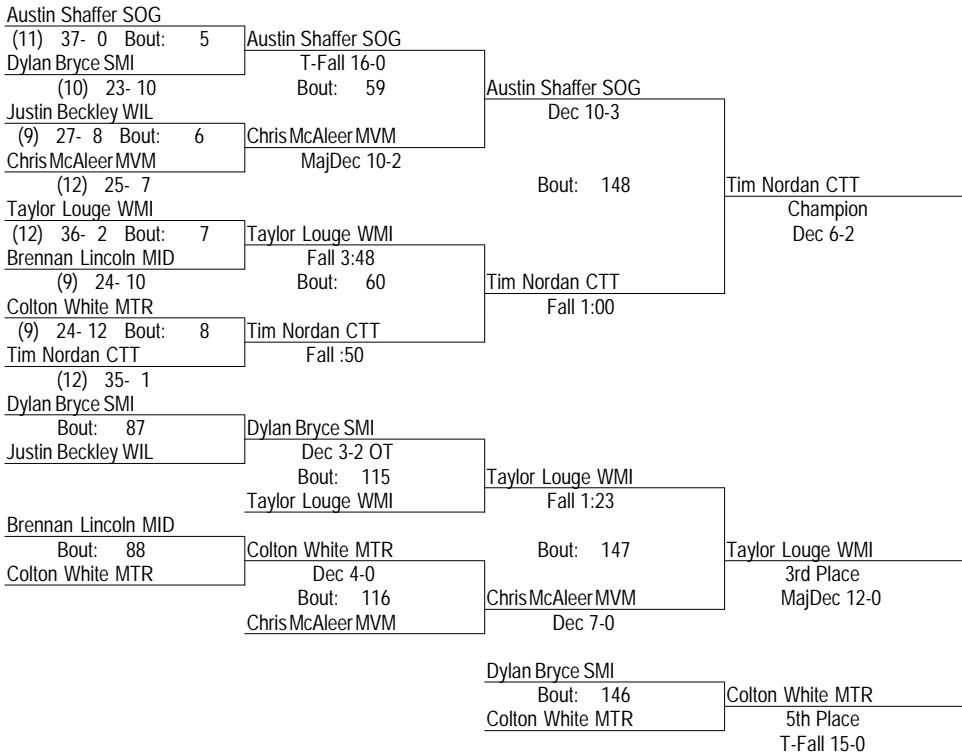 Austin Shaffer SOG
(11) 37- 0 Bout: 5 Austin Shaffer SOG
Dylan Bryce SMI T-Fall 16-0
(10) 23- 10 Bout: 59 Austin Shaffer SOG
Justin Beckley WIL Dec 10-3
(9) 27- 8 Bout: 6 Chris McAleer MVM
Chris McAleer MVM MajDec 10-2
(12) 25- 7 Bout: 148 Tim Nordan CTT
Taylor Louge WMI Champion
(12) 36- 2 Bout: 7 Taylor Louge WMI Dec 6-2
Brennan Lincoln MID Fall 3:48
(9) 24- 10 Bout: 60 Tim Nordan CTT
Colton White MTR Fall 1:00
(9) 24- 12 Bout: 8 Tim Nordan CTT
Tim Nordan CTT Fall :50
(12) 35- 1
Dylan Bryce SMI
Bout: 87 Dylan Bryce SMI
Justin Beckley WIL Dec 3-2 OT
Bout: 115 Taylor Louge WMI
Taylor Louge WMI Fall 1:23
Brennan Lincoln MID
Bout: 88 Colton White MTR Bout: 147 Taylor Louge WMI
Colton White MTR Dec 4-0 3rd Place
Bout: 116 Chris McAleer MVM MajDec 12-0
Chris McAleer MVM Dec 7-0
Dylan Bryce SMI
Bout: 146 Colton White MTR
Colton White MTR 5th Place
T-Fall 15-0